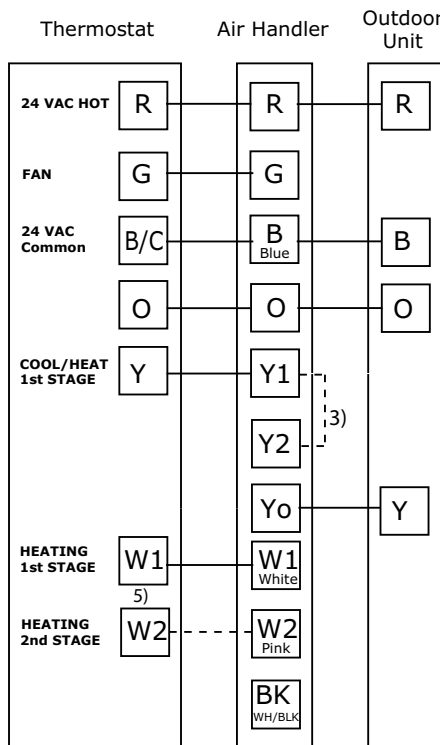 Thermostat Air Handler Outdoor Unit
24 VAC HOT R R R
FAN G G
24 VAC Common B/C B Blue B
O O O
COOL/HEAT 1st STAGE Y Y1
3)
Y2
Yo Y
HEATING 1st STAGE W1 W1 White
5)
HEATING 2nd STAGE W2 W2 Pink
BK
WH/BLK